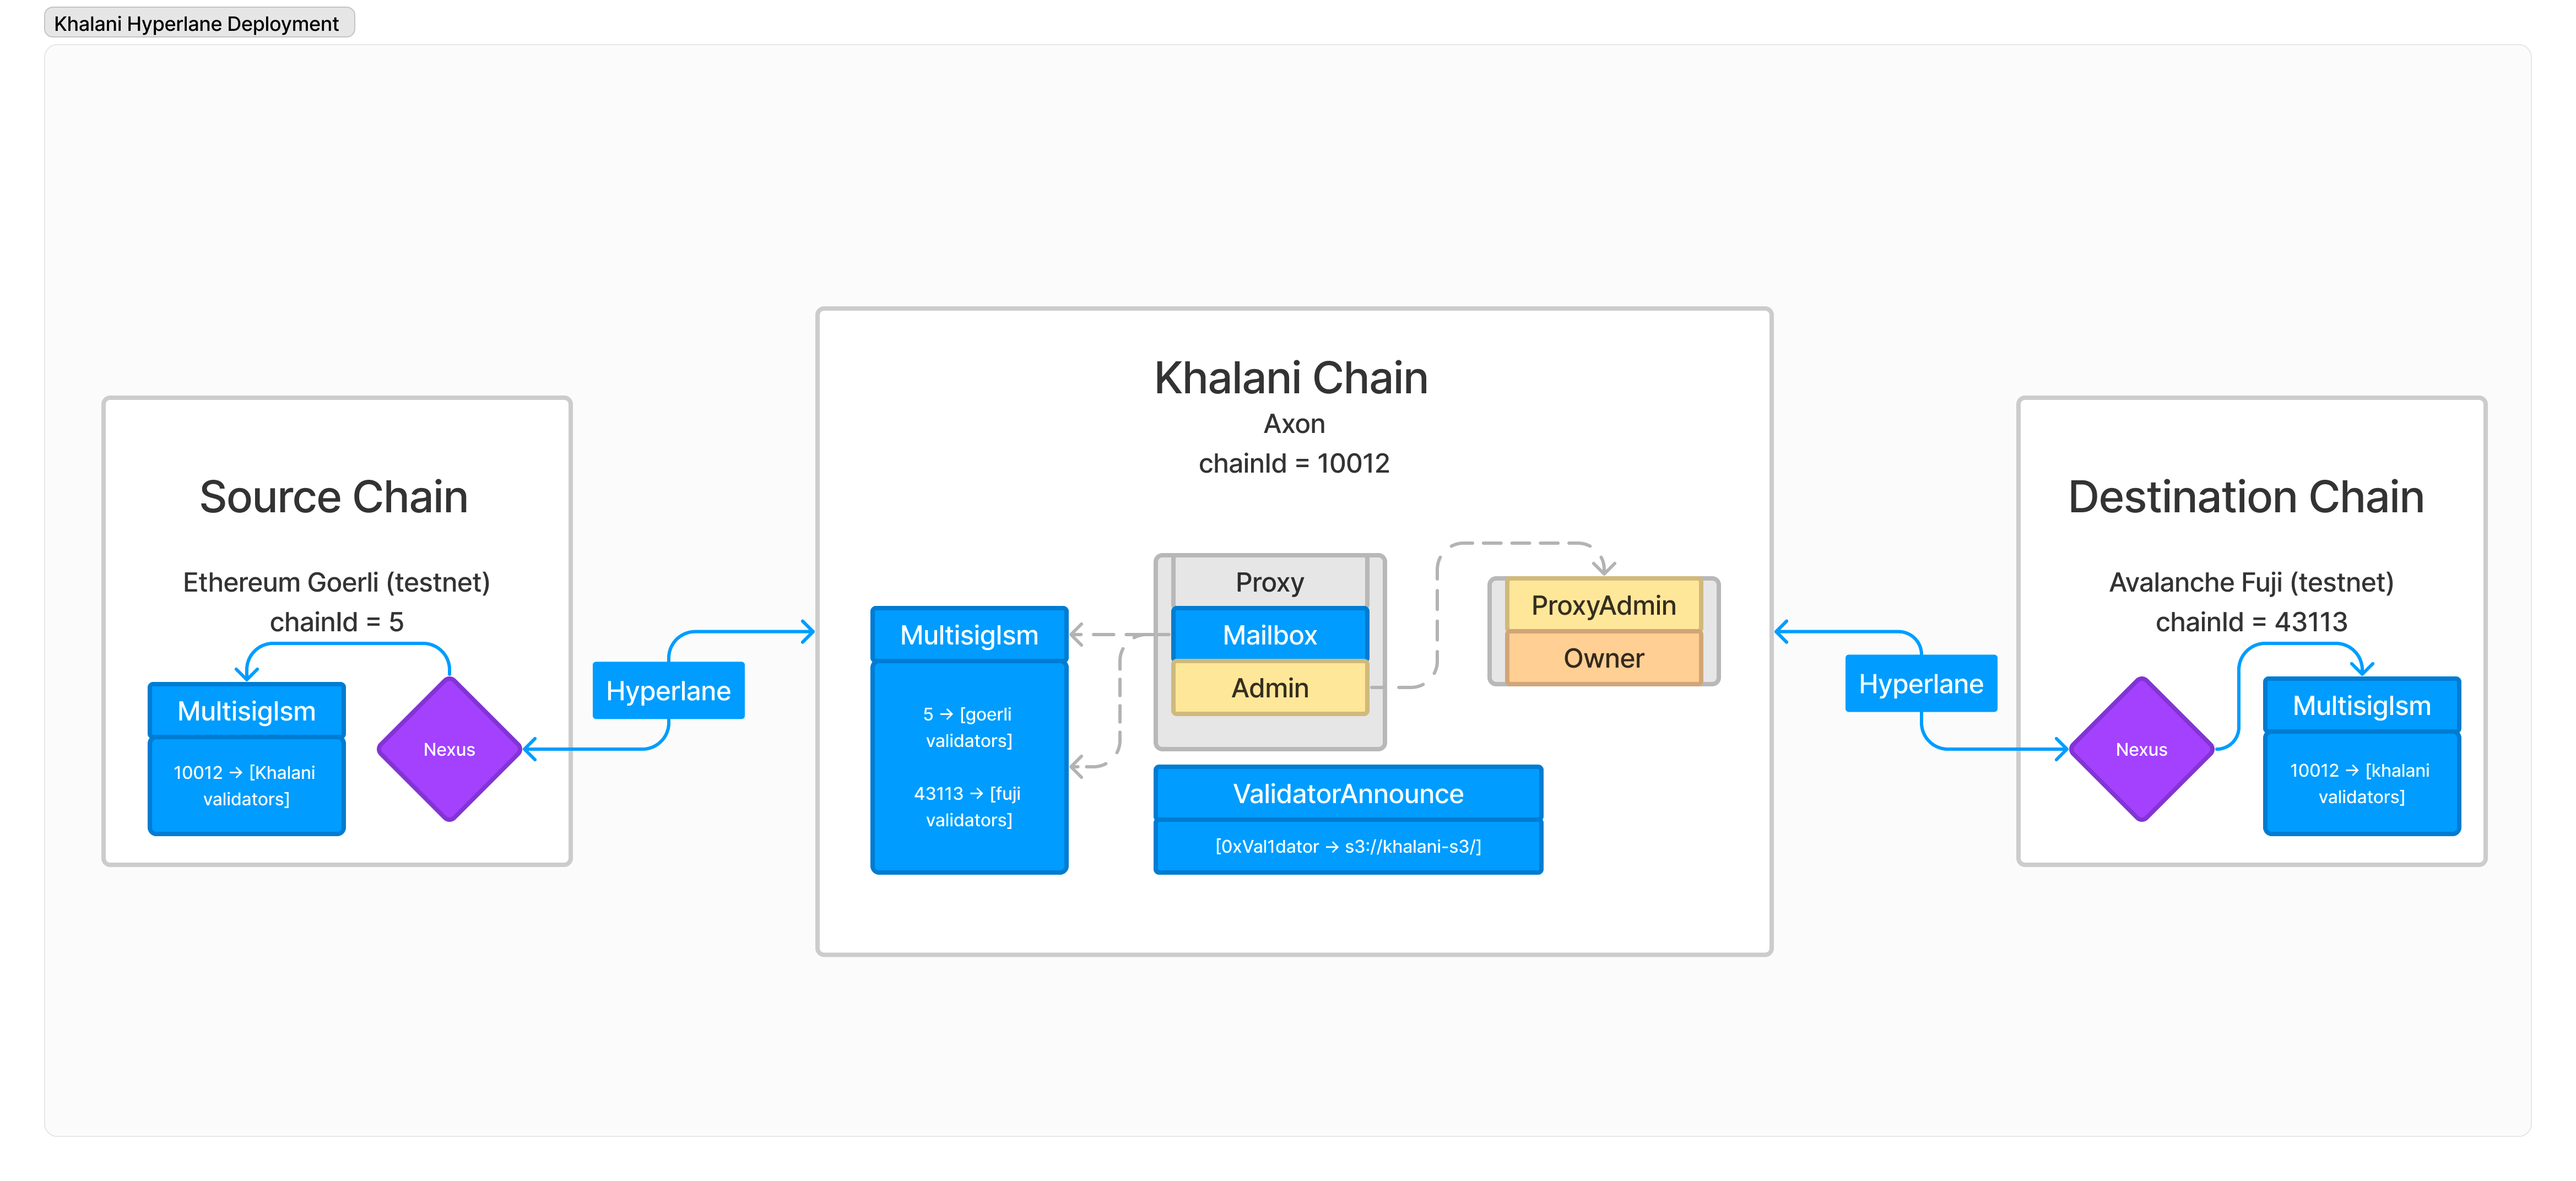 Khalani Hyperlane Deployment
Source Chain
Ethereum Goerli (testnet)
chainId = 5
MultisigIsm
10012 → [Khalani
validators]
Nexus
Hyperlane
Khalani Chain
Axon
chainId = 10012
MultisigIsm
5 → [goerli
validators]
43113 → [fuji
validators]
Proxy
Mailbox
Admin
ProxyAdmin
Owner
ValidatorAnnounce
[0xVal1dator → s3://khalani-s3/]
Hyperlane
Destination Chain
Avalanche Fuji (testnet)
chainId = 43113
Nexus
MultisigIsm
10012 → [khalani
validators]